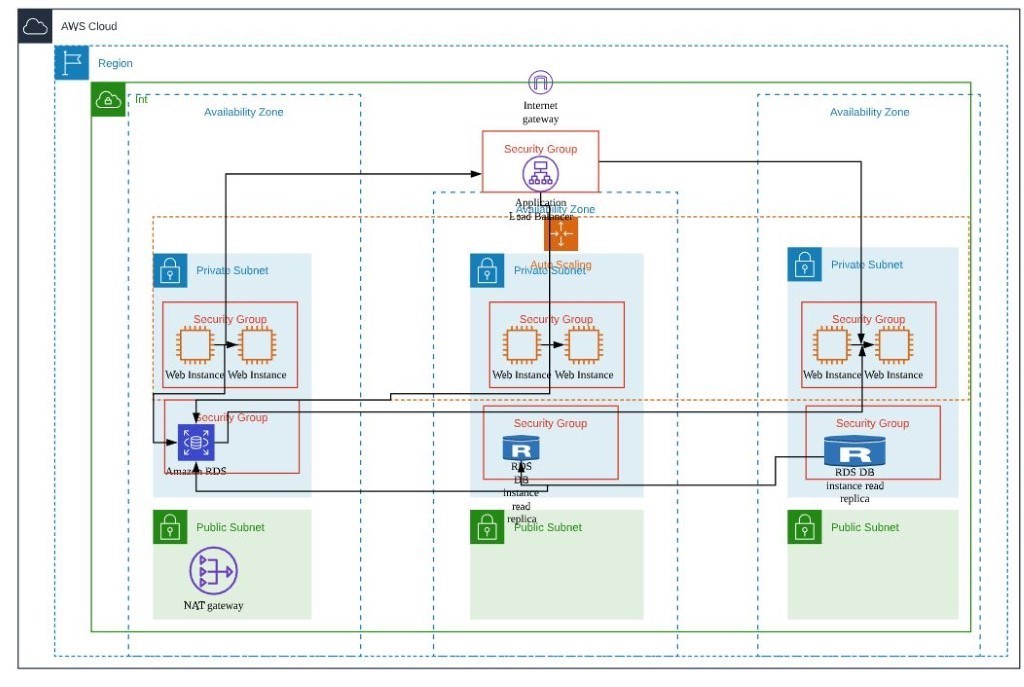 AWS Cloud
Region
Int
Availability Zone
Internet
gateway
Availability Zone
Security Group
Application
Load Balancer
Availability Zone
Auto Scaling
Private Subnet
Private Subnet
Private Subnet
Security Group
Web Instance
Web Instance
Security Group
Web Instance
Web Instance
Security Group
Web Instance
Web Instance
Security Group
Amazon RDS
Security Group
R
RDS
DB
instance
read
replica
Security Group
R
RDS DB
instance read
replica
Public Subnet
NAT gateway
Public Subnet
Public Subnet